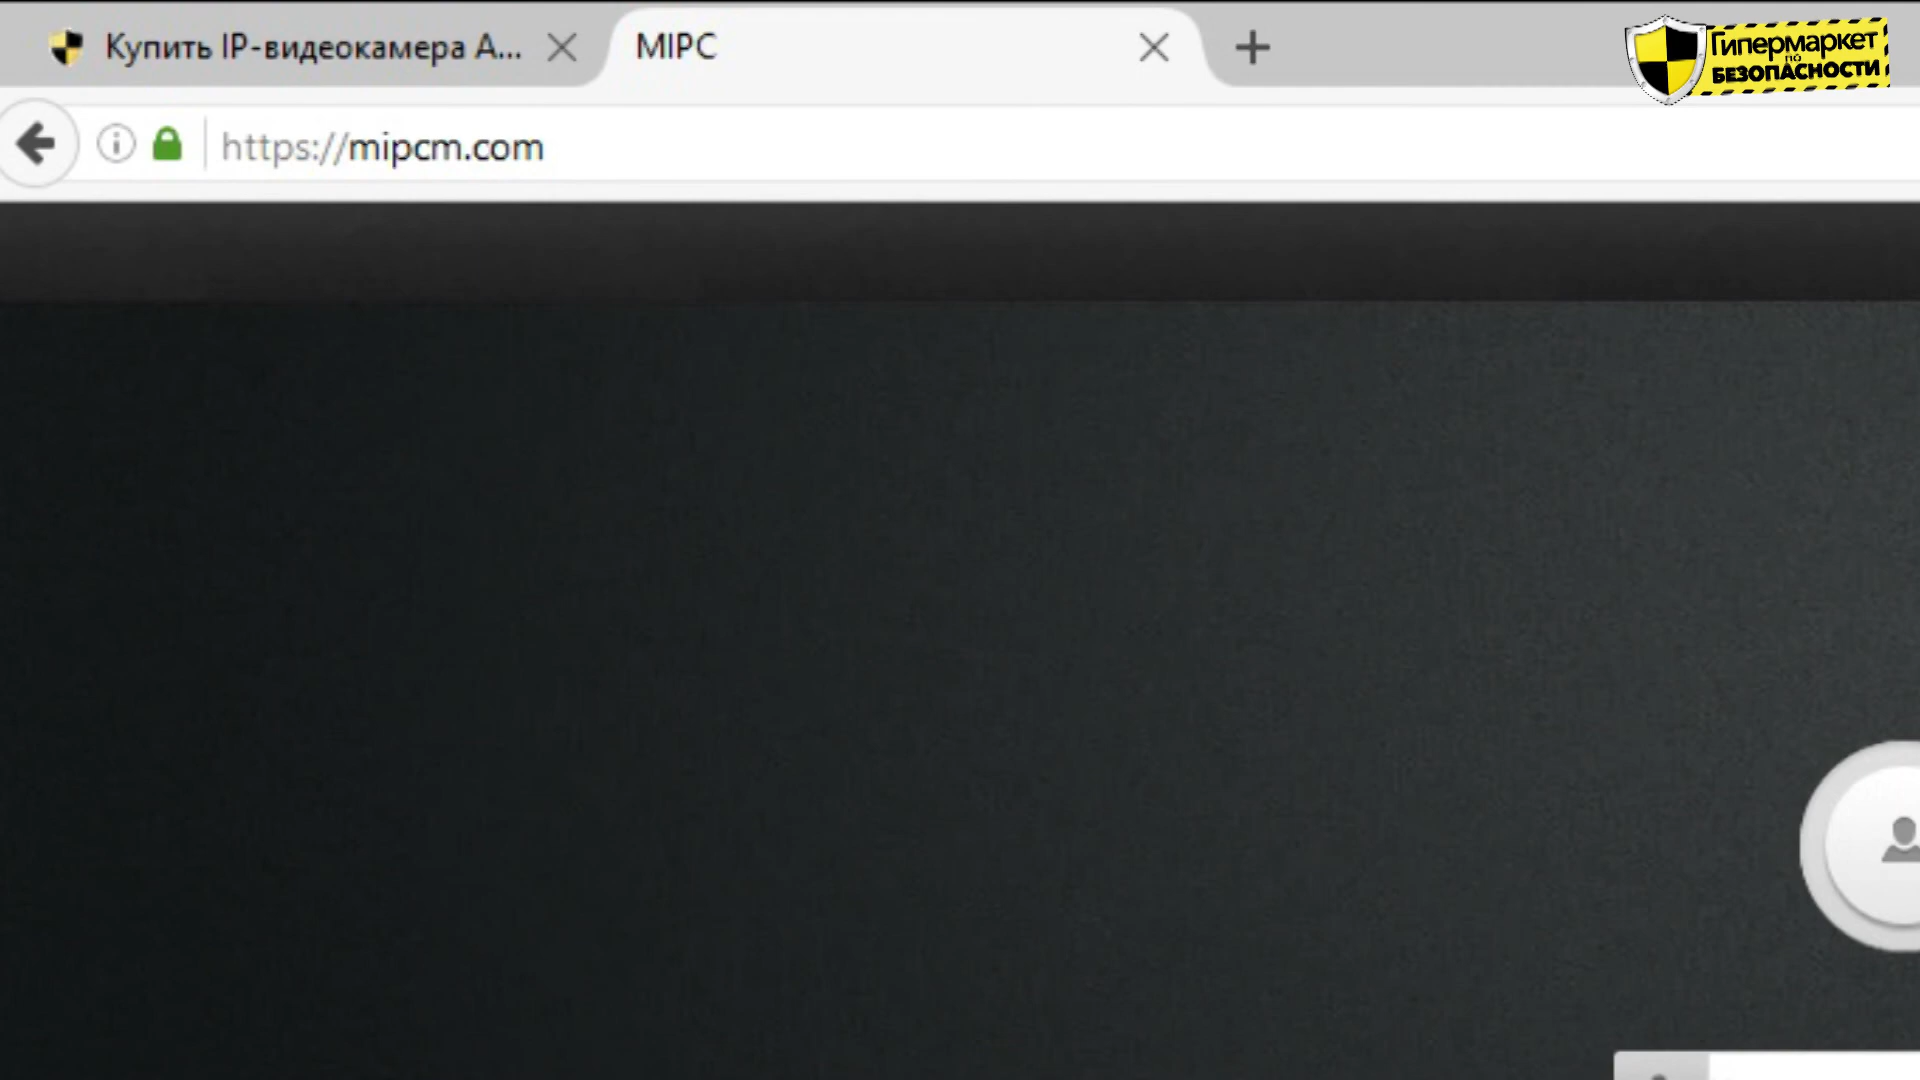 Купить IP-видеокамера А...
MIPC
Гипермаркет
по
БЕЗОПАСНОСТИ
https://mipcm.com